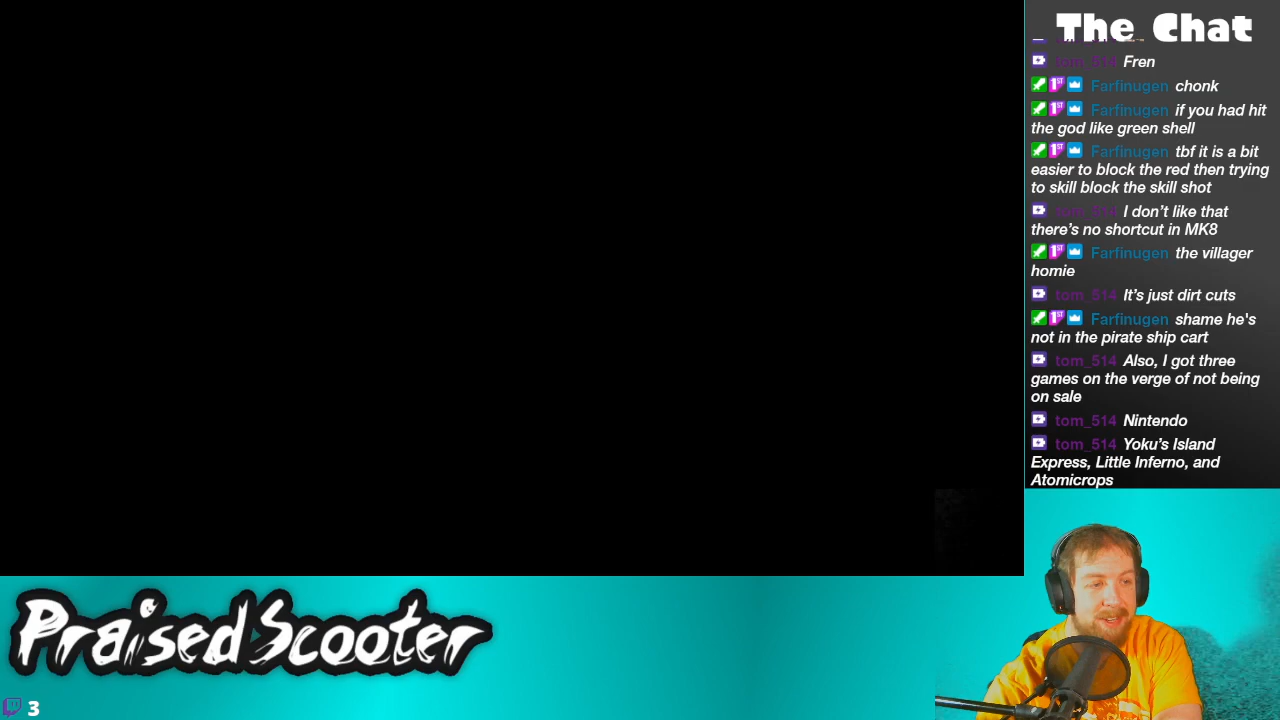 The Chat
tom_514 Fren
Farfinugen chonk
Farfinugen if you had hit
the god like green shell
Farfinugen tbf it is a bit
easier to block the red then trying
to skill block the skill shot
tom_514 I don't like that
there's no shortcut in MK8
Farfinugen the villager
homie
tom_514 It's just dirt cuts
Farfinugen shame he's
not in the pirate ship cart
tom_514 Also, I got three
games on the verge of not being
on sale
tom_514 Nintendo
tom_514 Yoku's Island
Express, Little Inferno, and
Atomicrops
PraisedScooter
3